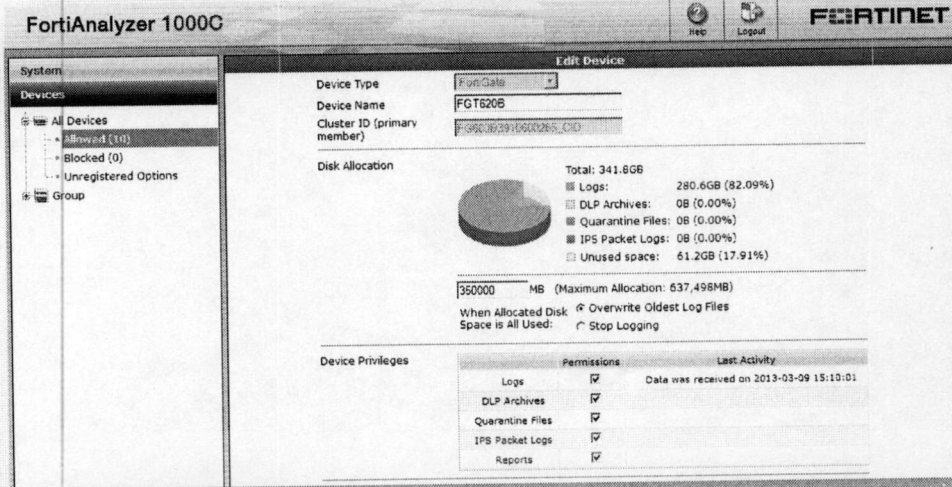 FortiAnalyzer 1000C
Help
Logout
FORTINET
System
Devices
All Devices
Allowed (10)
Blocked (0)
Unregistered Options
Group
Edit Device
Device Type
FortiGate
Device Name
FGT620B
Cluster ID (primary
member)
Disk Allocation
Total: 341.8GB
Logs: 280.6GB (82.09%)
DLP Archives: 0B (0.00%)
Quarantine Files: 0B (0.00%)
IPS Packet Logs: 0B (0.00%)
Unused space: 61.2GB (17.91%)
350000 MB (Maximum Allocation: 637,498MB)
When Allocated Disk
Space is All Used:
Overwrite Oldest Log Files
Stop Logging
Device Privileges
Permissions
Last Activity
Logs
Data was received on 2013-03-09 15:10:01
DLP Archives
Quarantine Files
IPS Packet Logs
Reports